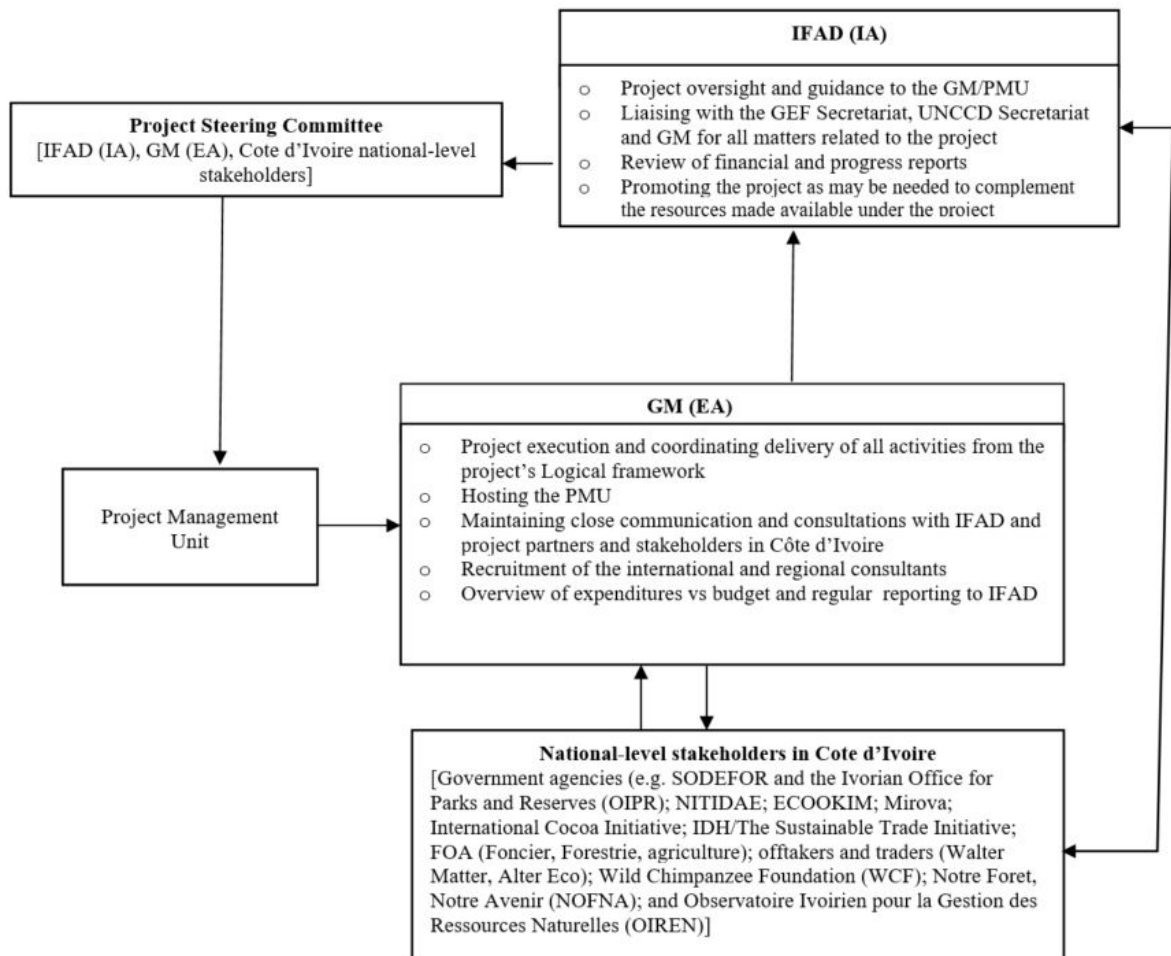 IFAD (IA)
o Project oversight and guidance to the GM/PMU
o Liaising with the GEF Secretariat, UNCCD Secretariat
and GM for all matters related to the project
o Review of financial and progress reports
o Promoting the project as may be needed to complement
the resources made available under the project
Project Steering Committee
[IFAD (IA), GM (EA), Cote d'Ivoire national-level
stakeholders]
GM (EA)
o Project execution and coordinating delivery of all activities from the
project's Logical framework
o Hosting the PMU
o Maintaining close communication and consultations with IFAD and
project partners and stakeholders in Côte d'Ivoire
o Recruitment of the international and regional consultants
o Overview of expenditures vs budget and regular reporting to IFAD
Project Management
Unit
National-level stakeholders in Cote d'Ivoire
[Government agencies (e.g. SODEFOR and the Ivorian Office for
Parks and Reserves (OIPR); NITIDAE; ECOOKIM; Mirova;
International Cocoa Initiative; IDH/The Sustainable Trade Initiative;
FOA (Foncier, Forestrie, agriculture); offtakers and traders (Walter
Matter, Alter Eco); Wild Chimpanzee Foundation (WCF); Notre Foret,
Notre Avenir (NOFNA); and Observatoire Ivoirien pour la Gestion des
Ressources Naturelles (OIREN)]